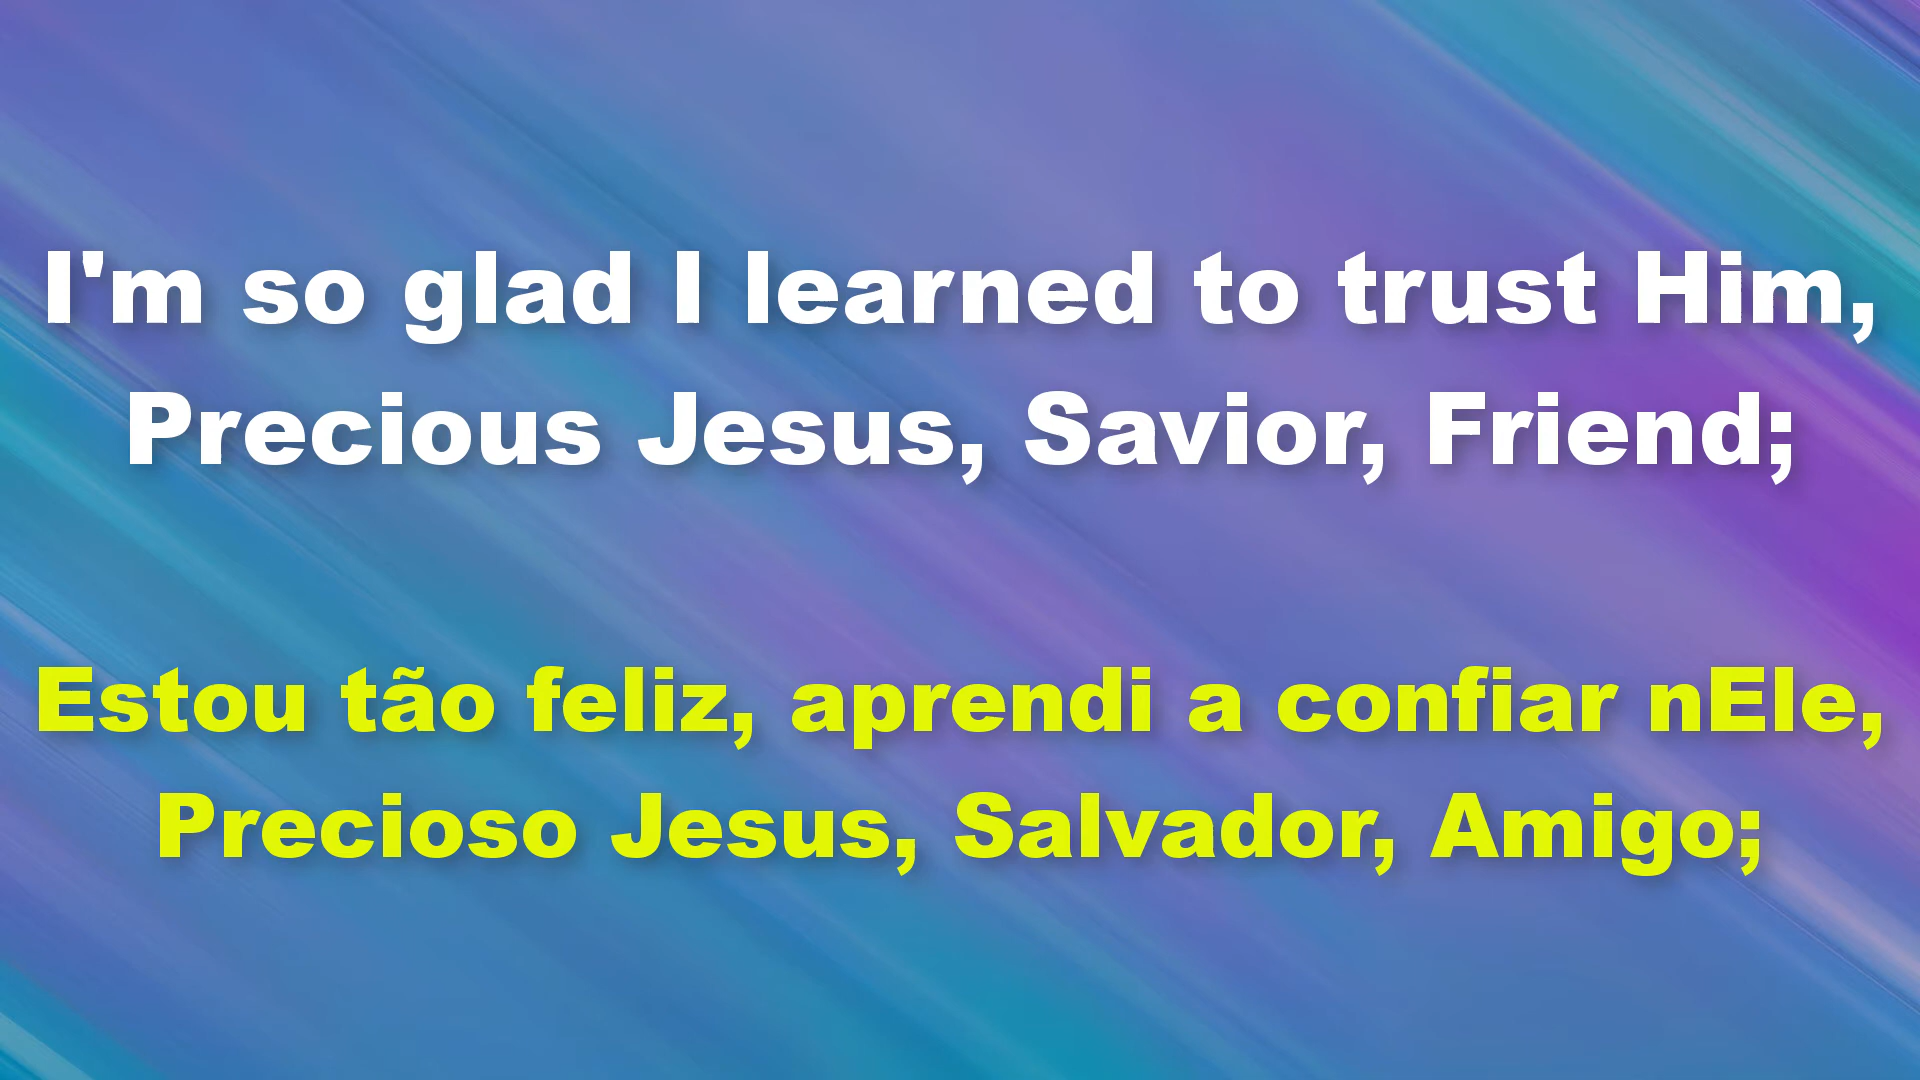 I'm so glad I learned to trust Him,
Precious Jesus, Savior, Friend;
Estou tão feliz, aprendi a confiar nEle,
Precioso Jesus, Salvador, Amigo;